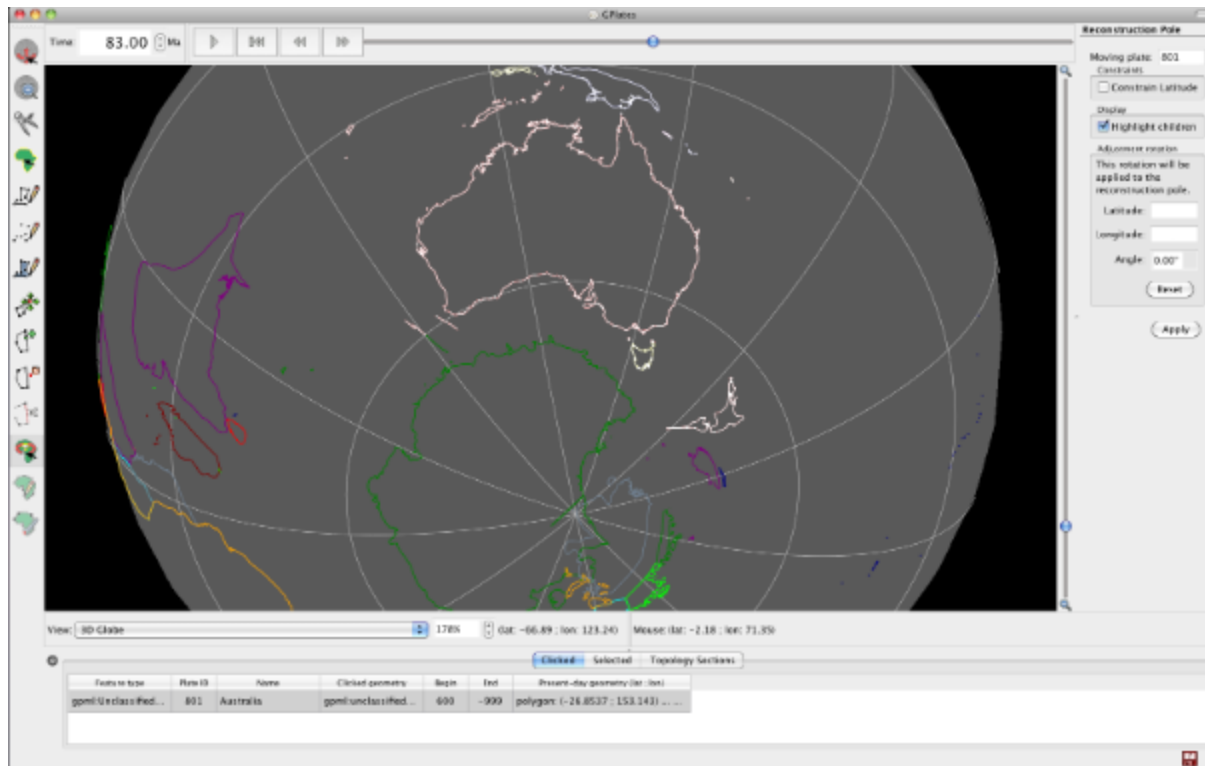 GPlates
Time: 83.00 Ma
Reconstruction Pole
Moving plate: 801
Constraints
Constrain Latitude
Display
Highlight children
Adjustment rotation
This rotation will be
applied to the
reconstruction pole.
Latitude:
Longitude:
Angle: 0.00°
Reset
Apply
View: 3D Globe 170% (lat: -66.89 ; lon: 123.24) Mouse: (lat: -2.18 ; lon: 71.35)
Clicked Selected Topology Sections
Feature type Plate ID Name Clicked geometry Begin End Present-day geometry (lat ; lon)
gpml:Unclassified... 801 Australia gpml:unclassified... 600 -999 polygon: (-26.8537 ; 153.143) ... ...